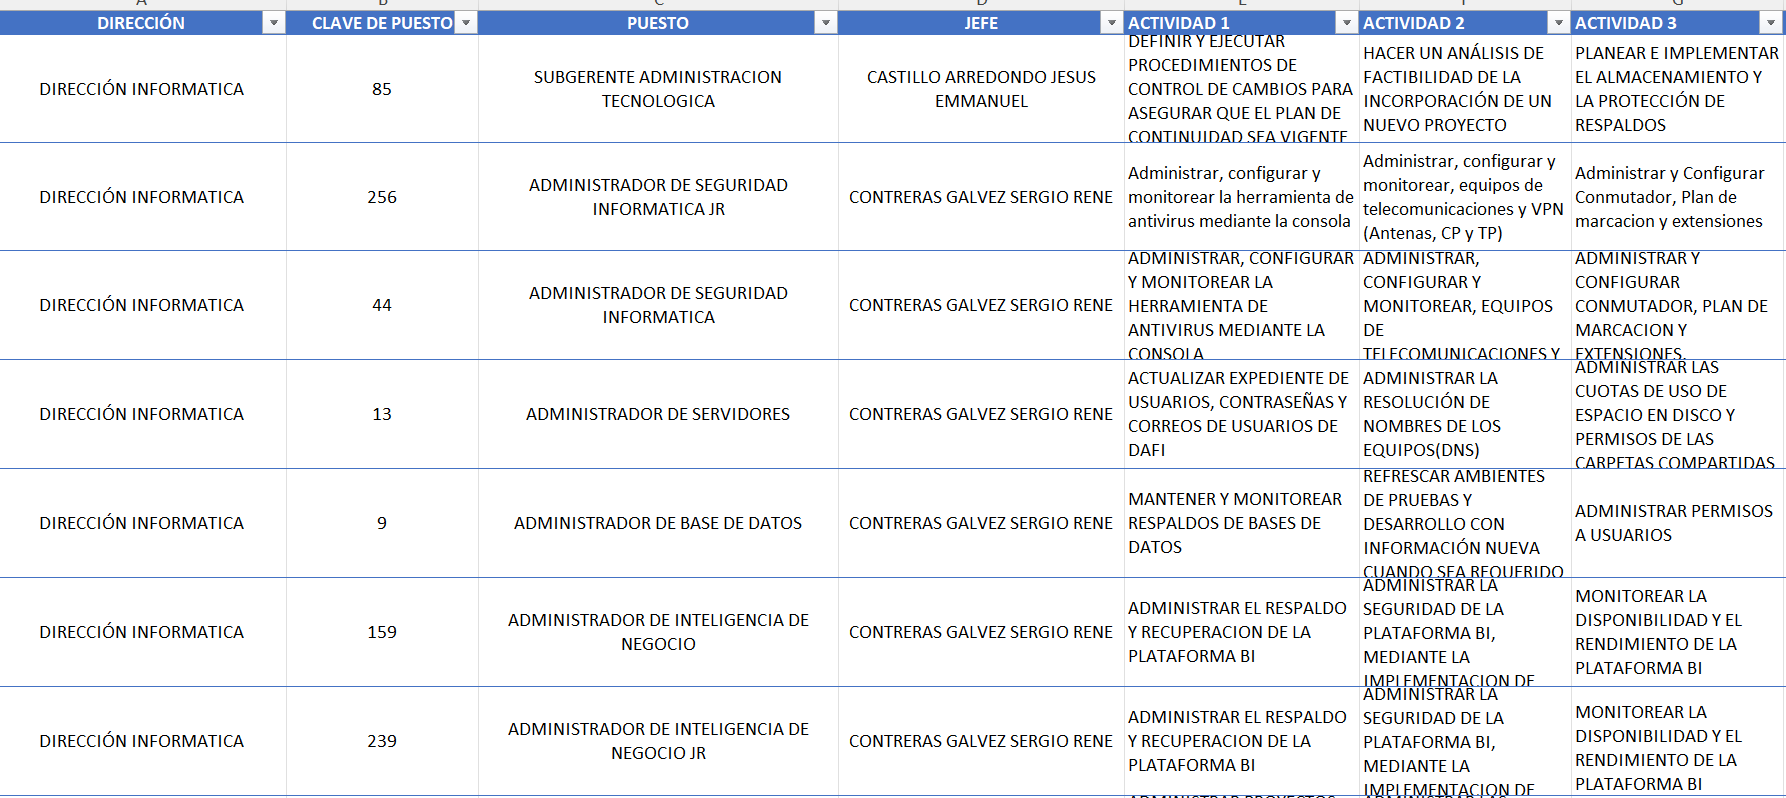 DIRECCIÓN
CLAVE DE PUESTO
PUESTO
JEFE
ACTIVIDAD 1
ACTIVIDAD 2
ACTIVIDAD 3
DIRECCIÓN INFORMATICA
85
SUBGERENTE ADMINISTRACION
TECNOLOGICA
CASTILLO ARREDONDO JESUS
EMMANUEL
DEFINIR Y EJECUTAR
PROCEDIMIENTOS DE
CONTROL DE CAMBIOS PARA
ASEGURAR QUE EL PLAN DE
CONTINUIDAD SEA VIGENTE
HACER UN ANÁLISIS DE
FACTIBILIDAD DE LA
INCORPORACIÓN DE UN
NUEVO PROYECTO
PLANEAR E IMPLEMENTAR
EL ALMACENAMIENTO Y
LA PROTECCIÓN DE
RESPALDOS
DIRECCIÓN INFORMATICA
256
ADMINISTRADOR DE SEGURIDAD
INFORMATICA JR
CONTRERAS GALVEZ SERGIO RENE
Administrar, configurar y
monitorear la herramienta de
antivirus mediante la consola
Administrar, configurar y
monitorear, equipos de
telecomunicaciones y VPN
(Antenas, CP y TP)
Administrar y Configurar
Conmutador, Plan de
marcacion y extensiones
DIRECCIÓN INFORMATICA
44
ADMINISTRADOR DE SEGURIDAD
INFORMATICA
CONTRERAS GALVEZ SERGIO RENE
ADMINISTRAR, CONFIGURAR
Y MONITOREAR LA
HERRAMIENTA DE
ANTIVIRUS MEDIANTE LA
CONSOLA
ADMINISTRAR,
CONFIGURAR Y
MONITOREAR, EQUIPOS
DE
TELECOMUNICACIONES Y
ADMINISTRAR Y
CONFIGURAR
CONMUTADOR, PLAN DE
MARCACION Y
EXTENSIONES.
DIRECCIÓN INFORMATICA
13
ADMINISTRADOR DE SERVIDORES
CONTRERAS GALVEZ SERGIO RENE
ACTUALIZAR EXPEDIENTE DE
USUARIOS, CONTRASEÑAS Y
CORREOS DE USUARIOS DE
DAFI
ADMINISTRAR LA
RESOLUCIÓN DE
NOMBRES DE LOS
EQUIPOS(DNS)
ADMINISTRAR LAS
CUOTAS DE USO DE
ESPACIO EN DISCO Y
PERMISOS DE LAS
CARPETAS COMPARTIDAS
DIRECCIÓN INFORMATICA
9
ADMINISTRADOR DE BASE DE DATOS
CONTRERAS GALVEZ SERGIO RENE
MANTENER Y MONITOREAR
RESPALDOS DE BASES DE
DATOS
REFRESCAR AMBIENTES
DE PRUEBAS Y
DESARROLLO CON
INFORMACIÓN NUEVA
CUANDO SEA REQUERIDO
ADMINISTRAR PERMISOS
A USUARIOS
DIRECCIÓN INFORMATICA
159
ADMINISTRADOR DE INTELIGENCIA DE
NEGOCIO
CONTRERAS GALVEZ SERGIO RENE
ADMINISTRAR EL RESPALDO
Y RECUPERACION DE LA
PLATAFORMA BI
ADMINISTRAR LA
SEGURIDAD DE LA
PLATAFORMA BI,
MEDIANTE LA
IMPLEMENTACION DE
MONITOREAR LA
DISPONIBILIDAD Y EL
RENDIMIENTO DE LA
PLATAFORMA BI
DIRECCIÓN INFORMATICA
239
ADMINISTRADOR DE INTELIGENCIA DE
NEGOCIO JR
CONTRERAS GALVEZ SERGIO RENE
ADMINISTRAR EL RESPALDO
Y RECUPERACION DE LA
PLATAFORMA BI
ADMINISTRAR LA
SEGURIDAD DE LA
PLATAFORMA BI,
MEDIANTE LA
IMPLEMENTACION DE
MONITOREAR LA
DISPONIBILIDAD Y EL
RENDIMIENTO DE LA
PLATAFORMA BI